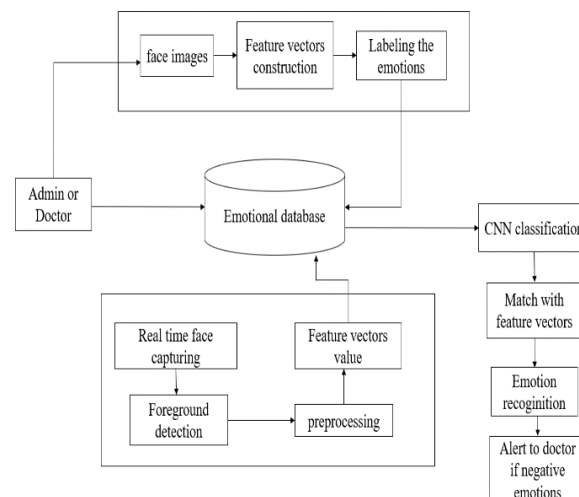 face images
Feature vectors
construction
Labeling the
emotions
Admin or
Doctor
Emotional database
CNN classification
Match with
feature vectors
Real time face
capturing
Feature vectors
value
Foreground
detection
preprocessing
Emotion
recoginition
Alert to doctor
if negative
emotions